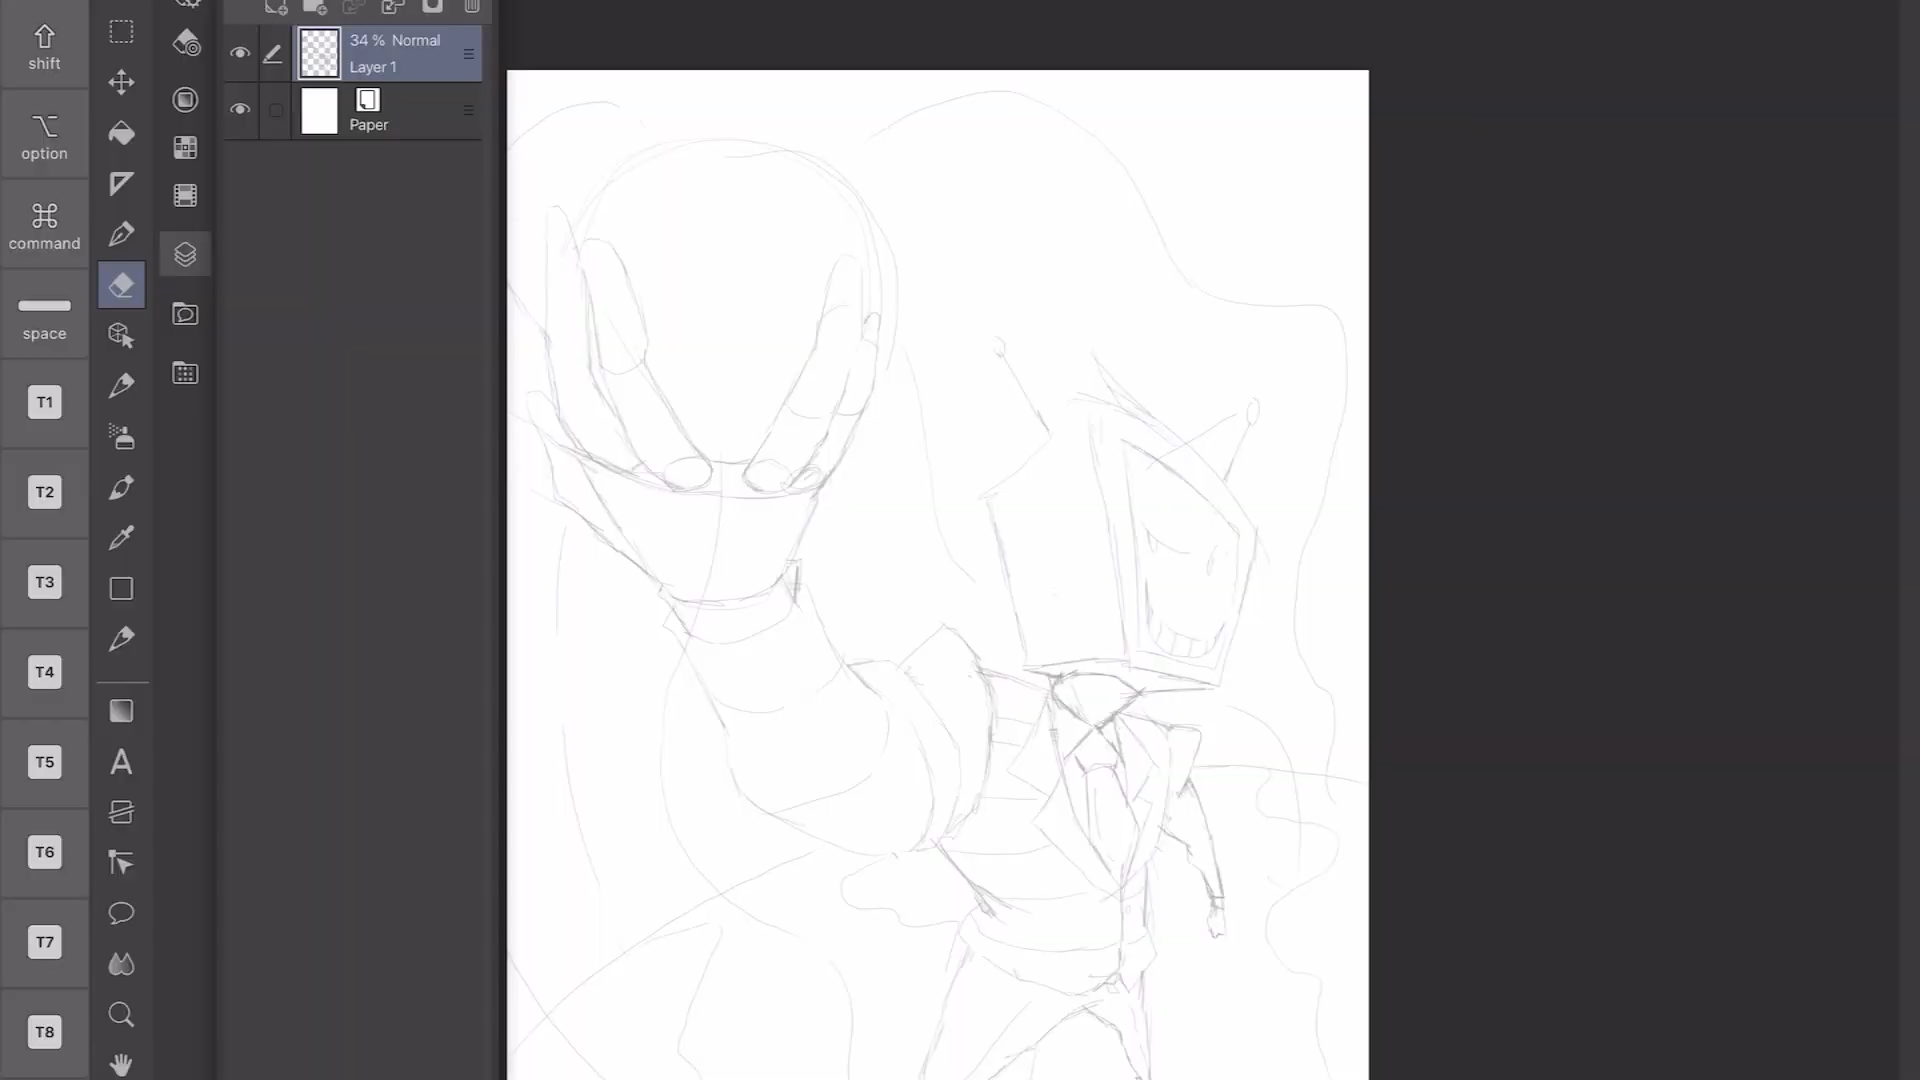 shift
option
command
space
T1
T2
T3
T4
T5
T6
T7
T8
34 % Normal
Layer 1
Paper